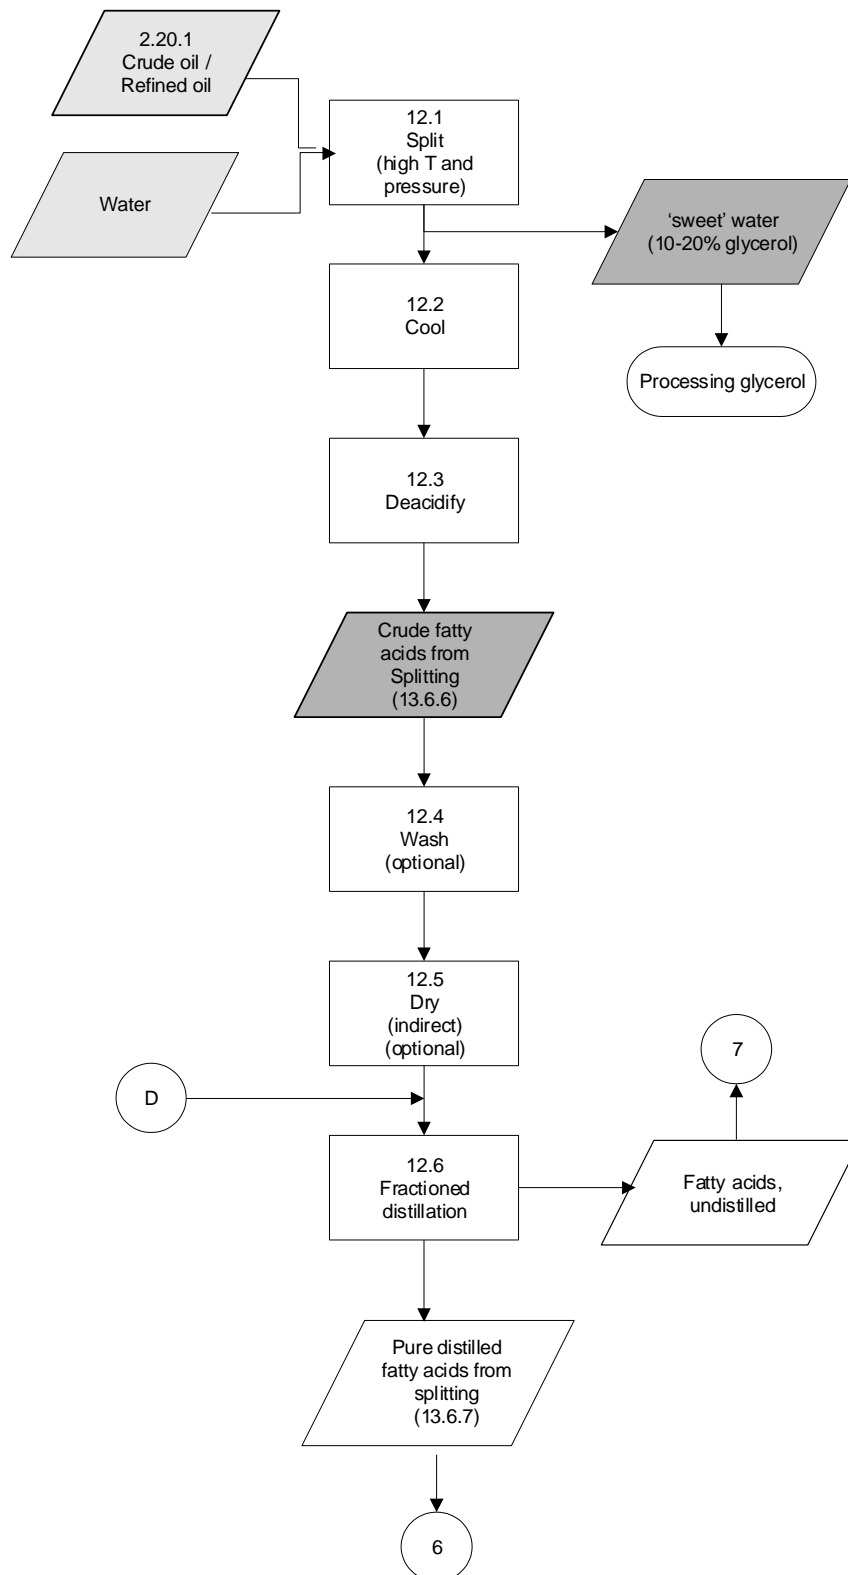 2.20.1
Crude oil /
Refined oil
12.1
Split
(high T and
pressure)
Water
‘sweet’ water
(10-20% glycerol)
12.2
Cool
Processing glycerol
12.3
Deacidify
Crude fatty
acids from
Splitting
(13.6.6)
12.4
Wash
(optional)
12.5
Dry
(indirect)
(optional)
7
D
12.6
Fractioned
distillation
Fatty acids,
undistilled
Pure distilled
fatty acids from
splitting
(13.6.7)
6